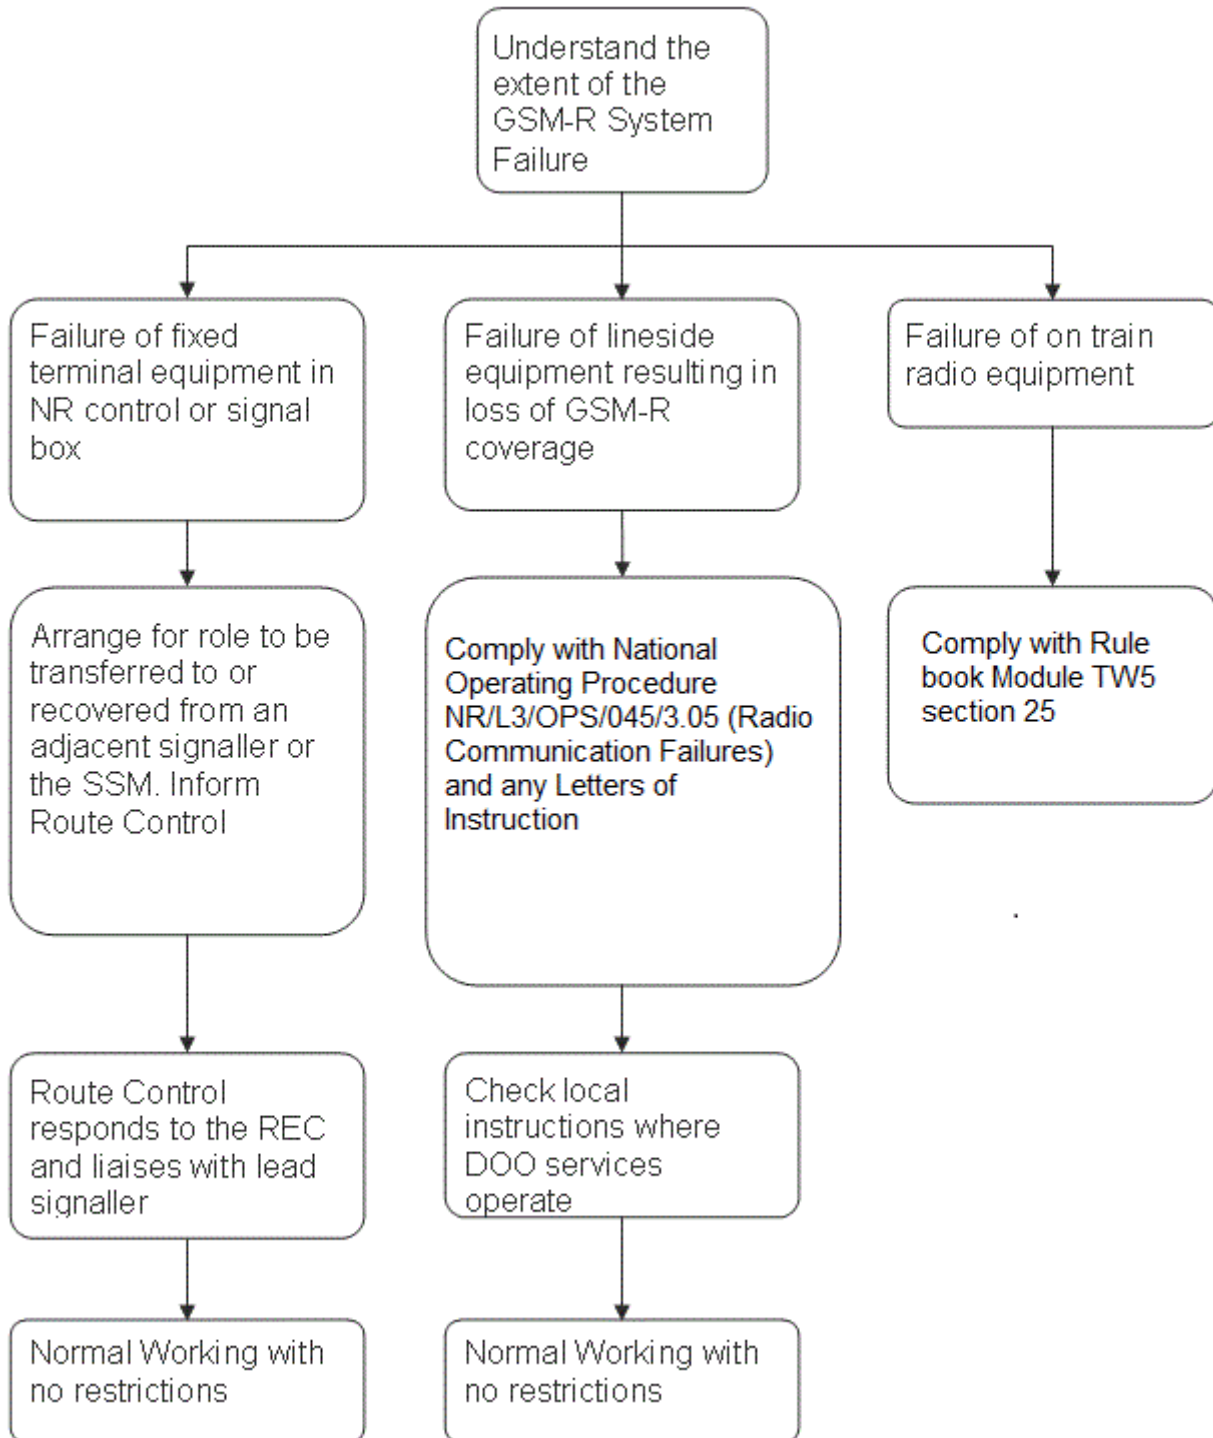 Understand the
extent of the
GSM-R System
Failure
Failure of fixed
terminal equipment in
NR control or signal
box
Failure of lineside
equipment resulting in
loss of GSM-R
coverage
Failure of on train
radio equipment
Arrange for role to be
transferred to or
recovered from an
adjacent signaller or
the SSM. Inform
Route Control
Comply with National
Operating Procedure
NR/L3/OPS/045/3.05 (Radio
Communication Failures)
and any Letters of
Instruction
Comply with Rule
book Module TW5
section 25
.
Route Control
responds to the REC
and liaises with lead
signaller
Check local
instructions where
DOO services
operate
Normal Working with
no restrictions
Normal Working with
no restrictions